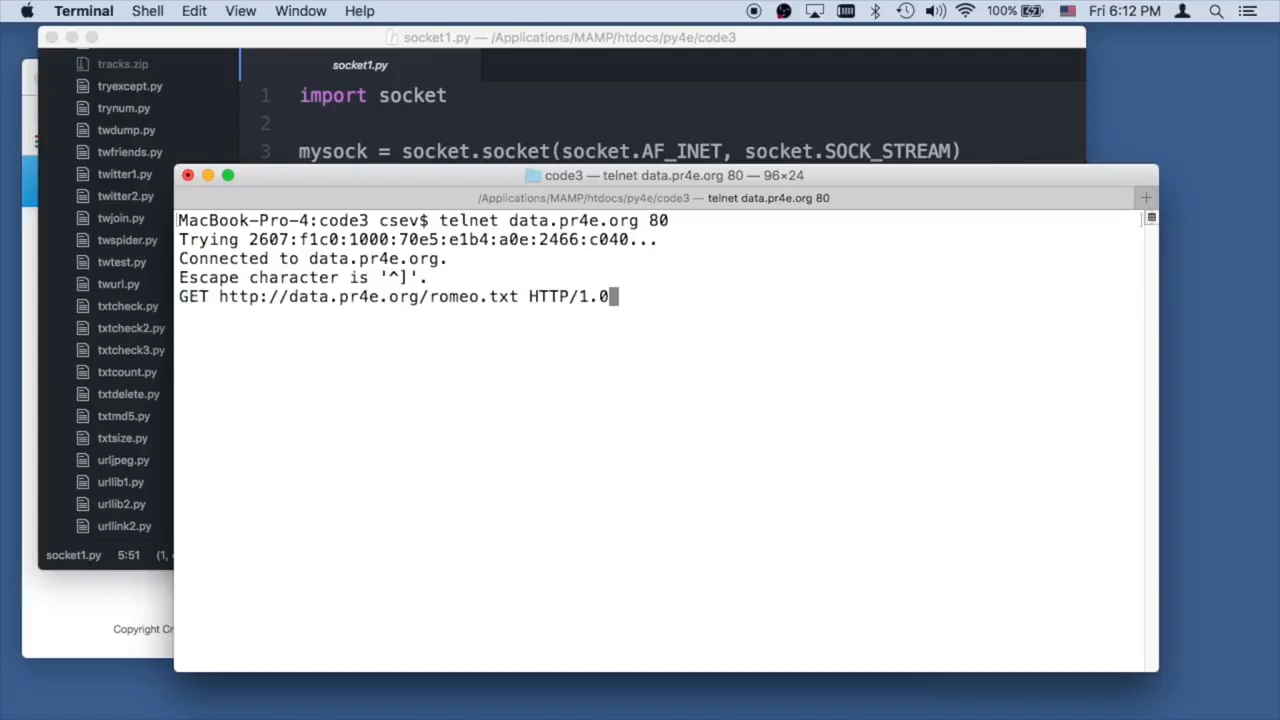 Terminal Shell Edit View Window Help 100% Fri 6:12 PM
socket1.py — /Applications/MAMP/htdocs/py4e/code3
tracks.zip
tryexcept.py
trynum.py
twdump.py
twfriends.py
twitter1.py
twitter2.py
twjoin.py
twspider.py
twtest.py
twurl.py
txtcheck.py
txtcheck2.py
txtcheck3.py
txtcount.py
txtdelete.py
txtmd5.py
txtsize.py
urljpeg.py
urllib1.py
urllib2.py
urllink2.py
socket1.py 5:51 (1,
socket1.py
1 import socket
2
3 mysock = socket.socket(socket.AF_INET, socket.SOCK_STREAM)
code3 — telnet data.pr4e.org 80 — 96×24
/Applications/MAMP/htdocs/py4e/code3 — telnet data.pr4e.org 80
MacBook-Pro-4:code3 csev$ telnet data.pr4e.org 80
Trying 2607:f1c0:1000:70e5:e1b4:a0e:2466:c040...
Connected to data.pr4e.org.
Escape character is '^]'.
GET http://data.pr4e.org/romeo.txt HTTP/1.0
Copyright Cr